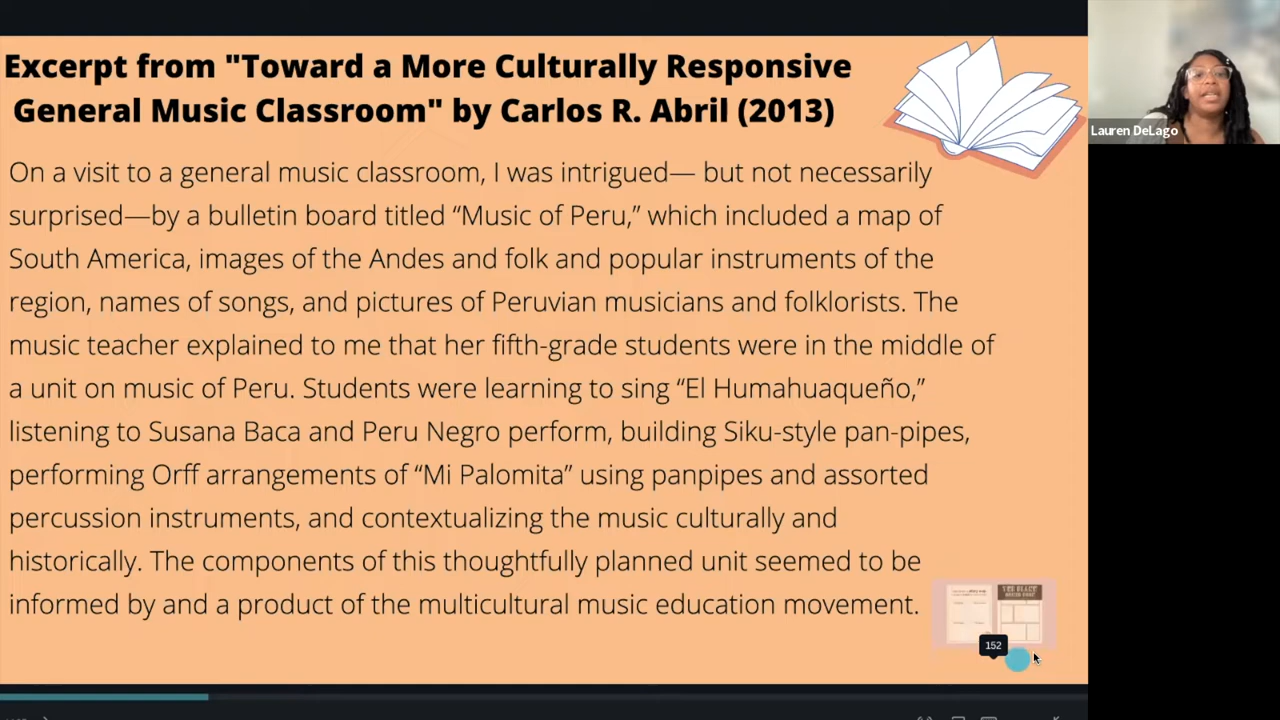 Excerpt from "Toward a More Culturally Responsive
General Music Classroom" by Carlos R. Abril (2013)
Lauren DeLago
On a visit to a general music classroom, I was intrigued— but not necessarily
surprised—by a bulletin board titled “Music of Peru,” which included a map of
South America, images of the Andes and folk and popular instruments of the
region, names of songs, and pictures of Peruvian musicians and folklorists. The
music teacher explained to me that her fifth-grade students were in the middle of
a unit on music of Peru. Students were learning to sing “El Humahuaqueño,”
listening to Susana Baca and Peru Negro perform, building Siku-style pan-pipes,
performing Orff arrangements of “Mi Palomita” using panpipes and assorted
percussion instruments, and contextualizing the music culturally and
historically. The components of this thoughtfully planned unit seemed to be
informed by and a product of the multicultural music education movement.
152